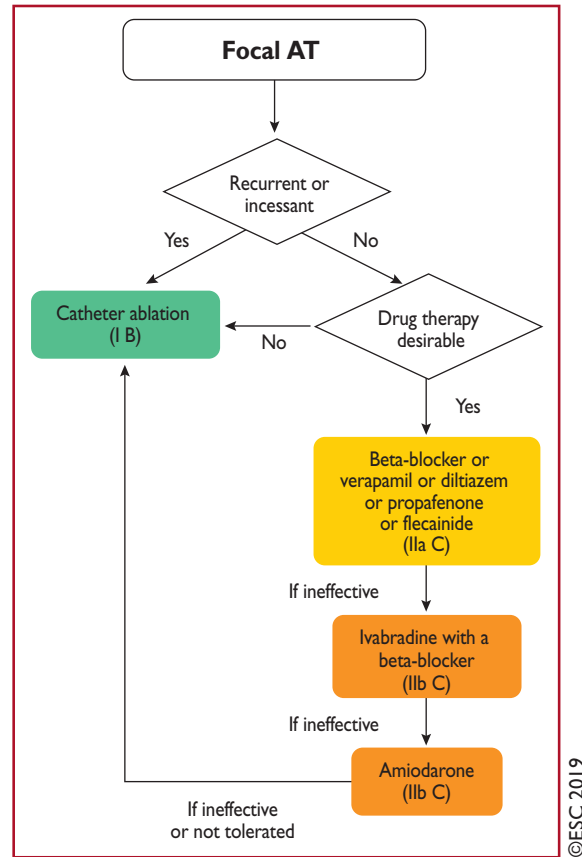 Focal AT
Recurrent or
incessant
Yes
No
Catheter ablation
(I B)
No
Drug therapy
desirable
Yes
Beta-blocker or
verapamil or diltiazem
or propafenone
or flecainide
(IIa C)
If ineffective
Ivabradine with a
beta-blocker
(IIb C)
If ineffective
Amiodarone
(IIb C)
If ineffective
or not tolerated
©ESC 2019